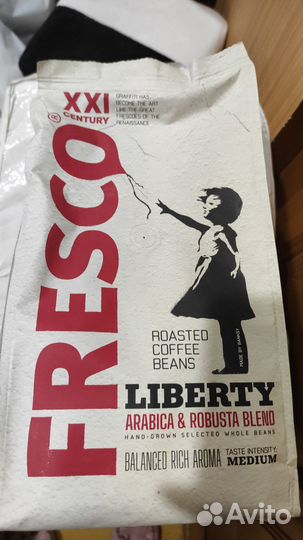 XXI
CENTURY
GRAFFITI HAS
BECOME THE ART
LIKE THE GREAT
FRESCOES OF THE
RENAISSANCE
FRESCO®
ROASTED
COFFEE
BEANS
MADE BY BANKSY
LIBERTY
ARABICA & ROBUSTA BLEND
HAND-GROWN SELECTED WHOLE BEANS
BALANCED RICH AROMA
TASTE INTENSITY:
MEDIUM
Avito